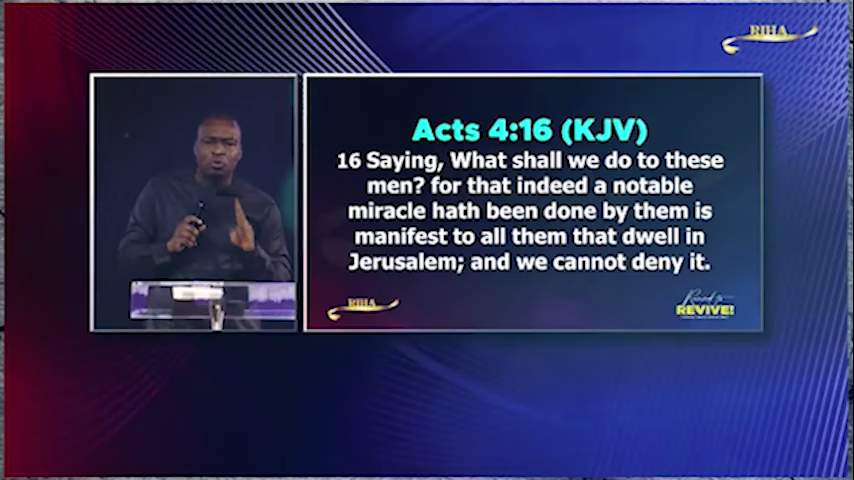 RIHA
Acts 4:16 (KJV)
16 Saying, What shall we do to these
men? for that indeed a notable
miracle hath been done by them is
manifest to all them that dwell in
Jerusalem; and we cannot deny it.
RIHA
REVIVE!